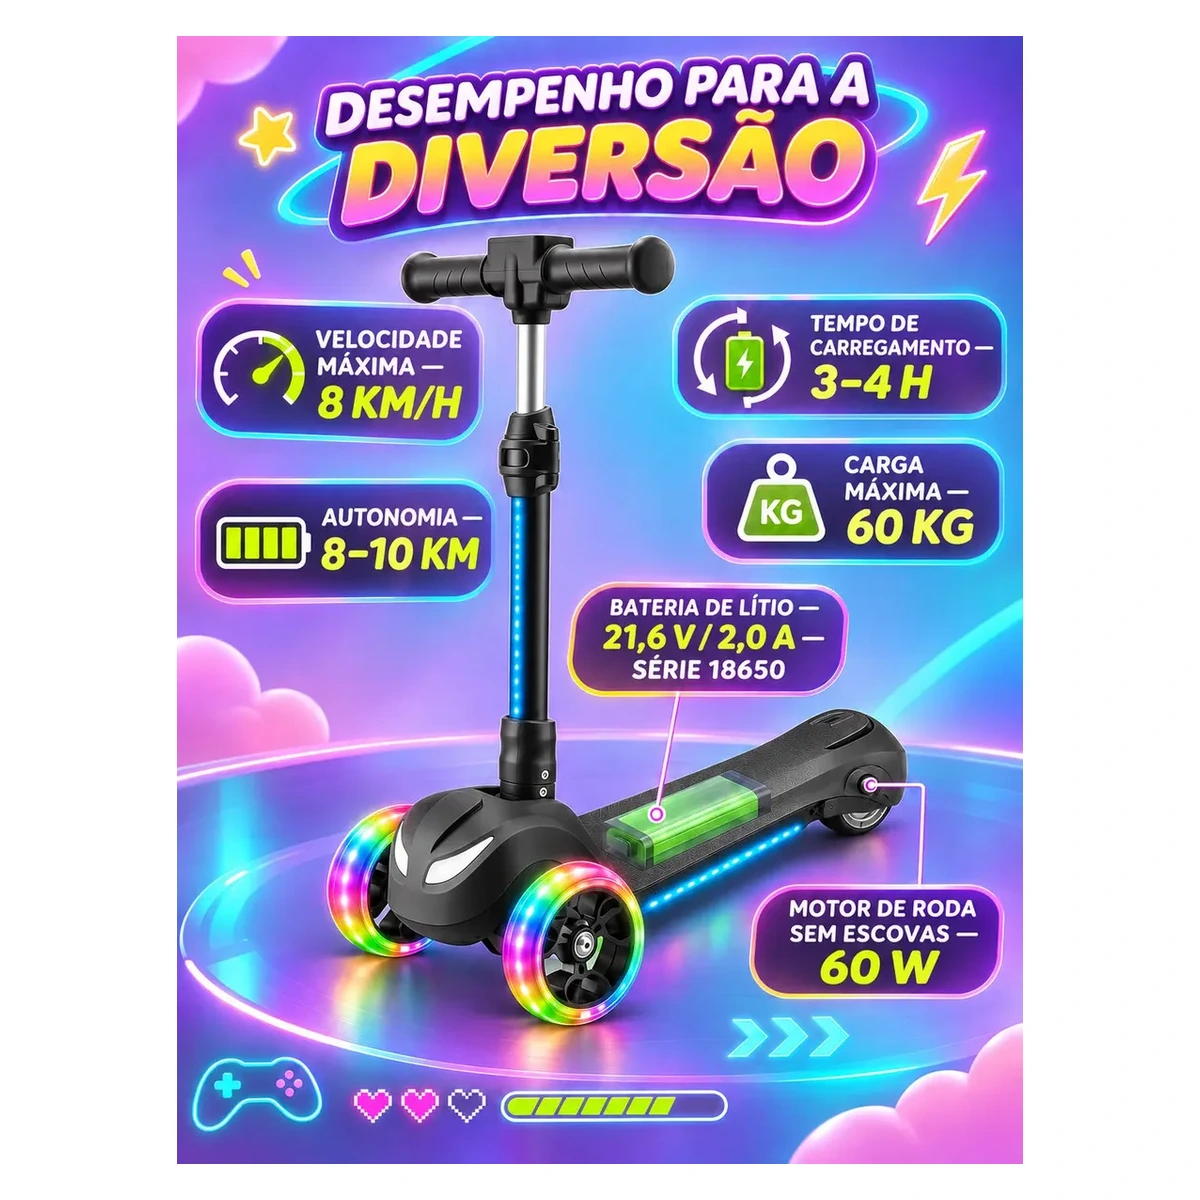 DESEMPENHO PARA A
DIVERSÃO
VELOCIDADE
MÁXIMA —
8 KM/H
TEMPO DE
CARREGAMENTO —
3–4 H
AUTONOMIA —
8–10 KM
KG
CARGA
MÁXIMA —
60 KG
BATERIA DE LÍTIO —
21,6 V / 2,0 A —
SÉRIE 18650
MOTOR DE RODA
SEM ESCOVAS —
60 W